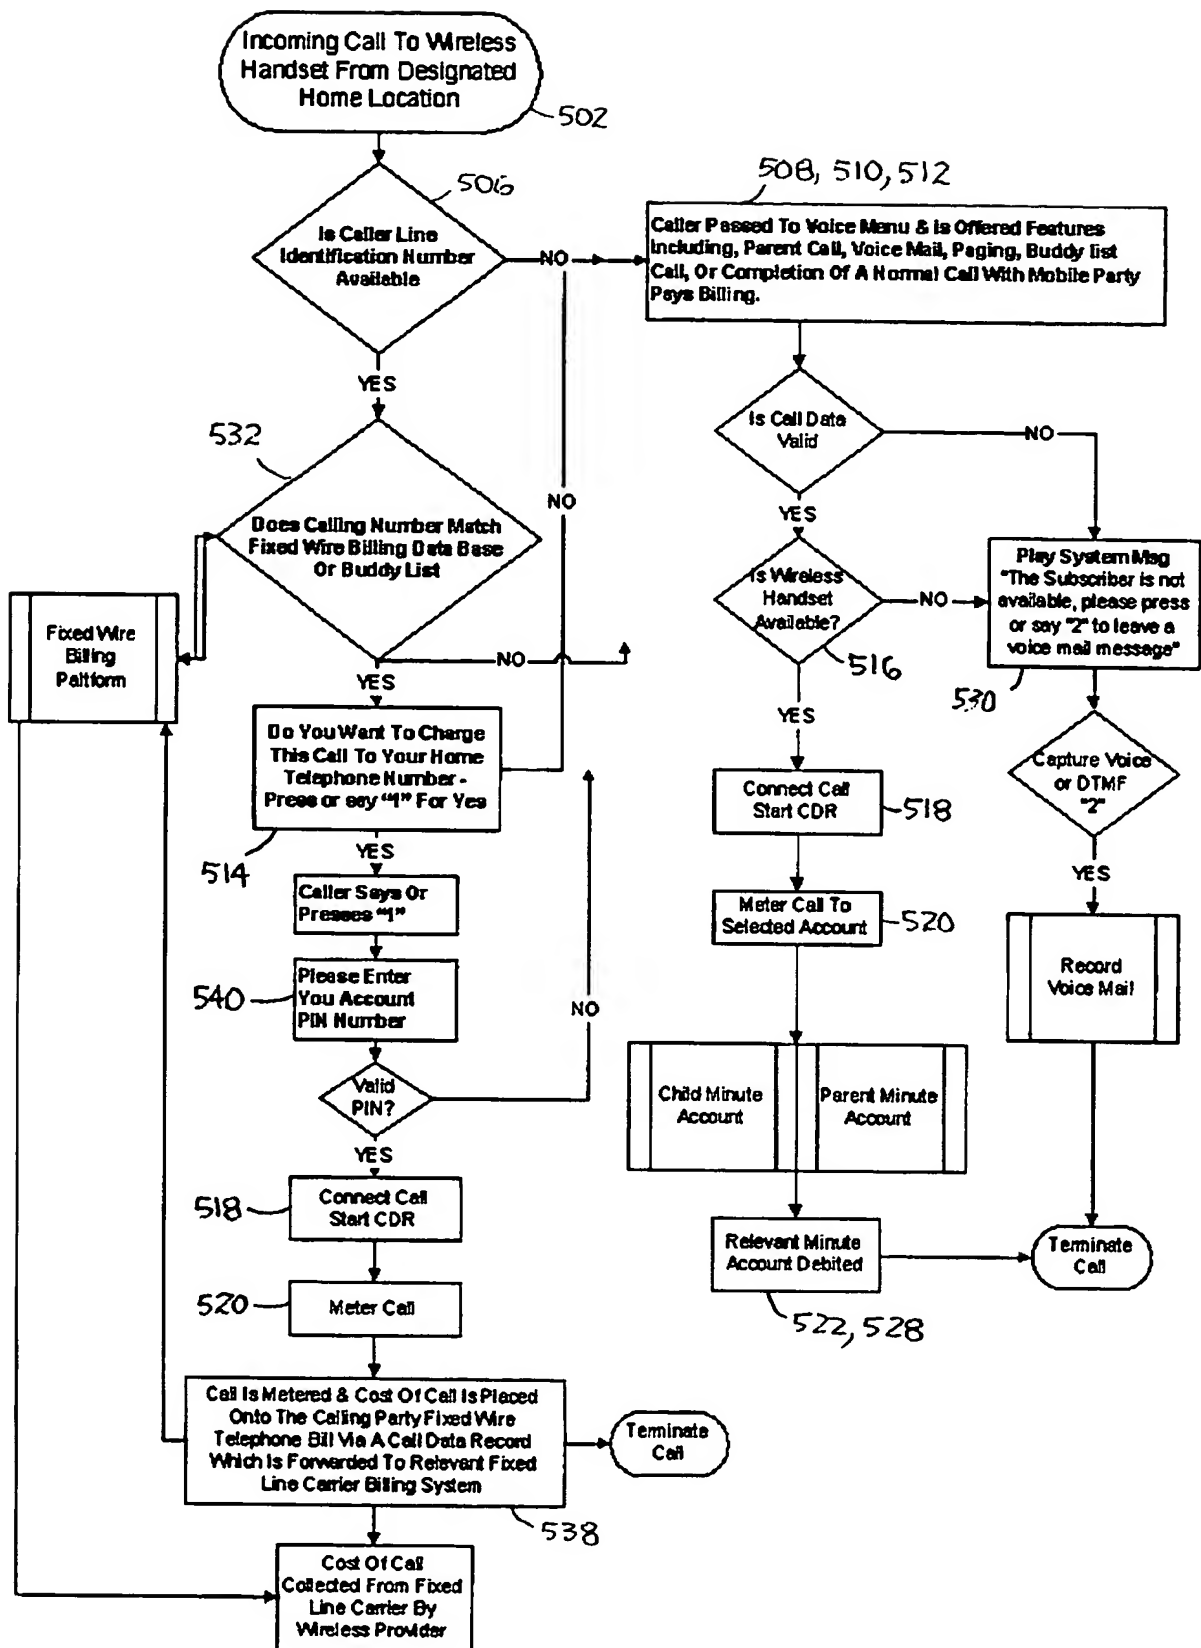 Incoming Call To Wireless
Handset From Designated
Home Location
502
506
Is Caller Line
Identification Number
Available
NO
YES
508, 510, 512
Caller Passed To Voice Menu & Is Offered Features
Including, Parent Call, Voice Mail, Paging, Buddy list
Call, Or Completion Of A Normal Call With Mobile Party
Pays Billing.
532
Does Calling Number Match
Fixed Wire Billing Data Base
Or Buddy List
NO
YES
NO
Fixed Wire
Billing
Paltform
Do You Want To Charge
This Call To Your Home
Telephone Number -
Press or say "1" For Yes
514
YES
Caller Says Or
Presses "1"
540
Please Enter
You Account
PIN Number
NO
Valid
PIN?
YES
518
Connect Call
Start CDR
520
Meter Call
Call Is Metered & Cost Of Call Is Placed
Onto The Calling Party Fixed Wire
Telephone Bill Via A Call Data Record
Which Is Forwarded To Relevant Fixed
Line Carrier Billing System
538
Terminate
Call
Cost Of Call
Collected From Fixed
Line Carrier By
Wireless Provider
Is Call Data
Valid
NO
YES
Is Wireless
Handset
Available?
516
NO
YES
Play System Msg
"The Subscriber is not
available, please press
or say "2" to leave a
voice mail message"
530
Capture Voice
or DTMF
"2"
YES
Record
Voice Mail
Connect Call
Start CDR
518
Meter Call To
Selected Account
520
Child Minute
Account
Parent Minute
Account
Relevant Minute
Account Debited
522, 528
Terminate
Call